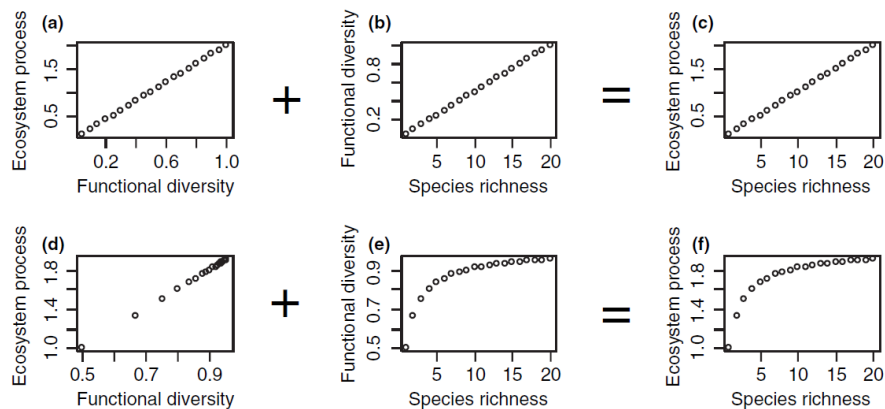 (a) (b) (c)
Ecosystem process
0.5 1.5
0.2 0.6 1.0
Functional diversity
+
Functional diversity
0.2 0.8
5 10 15 20
Species richness
=
Ecosystem process
0.5 1.5
5 10 15 20
Species richness
(d) (e) (f)
Ecosystem process
1.0 1.4 1.8
0.5 0.7 0.9
Functional diversity
+
Functional diversity
0.5 0.7 0.9
5 10 15 20
Species richness
=
Ecosystem process
1.0 1.4 1.8
5 10 15 20
Species richness